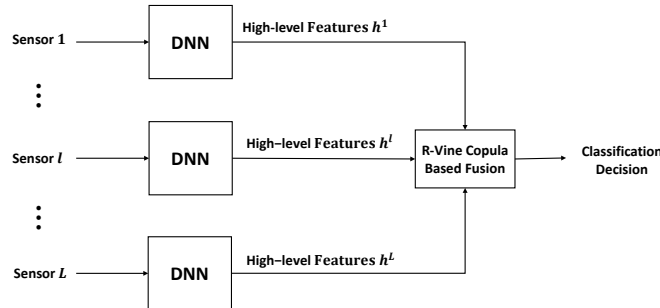 Sensor 1
DNN
High-level Features h¹
Sensor l
DNN
High-level Features hˡ
R-Vine Copula
Based Fusion
Classification
Decision
Sensor L
DNN
High-level Features hᴸ